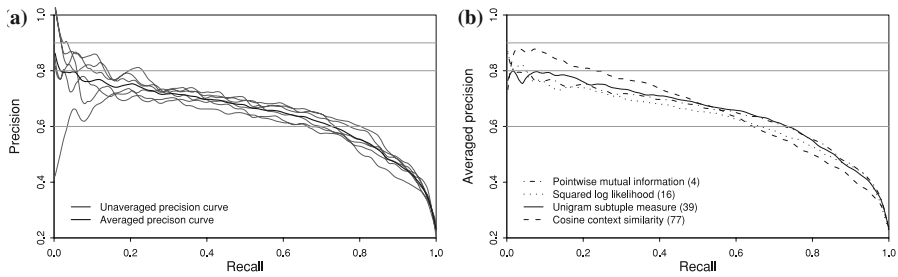 (a)
1.0
0.8
0.6
0.4
0.2
Precision
Unaveraged precision curve
Averaged precison curve
0.0 0.2 0.4 0.6 0.8 1.0
Recall
(b)
1.0
0.8
0.6
0.4
0.2
Averaged precision
Pointwise mutual information (4)
Squared log likelihood (16)
Unigram subtuple measure (39)
Cosine context similarity (77)
0.0 0.2 0.4 0.6 0.8 1.0
Recall